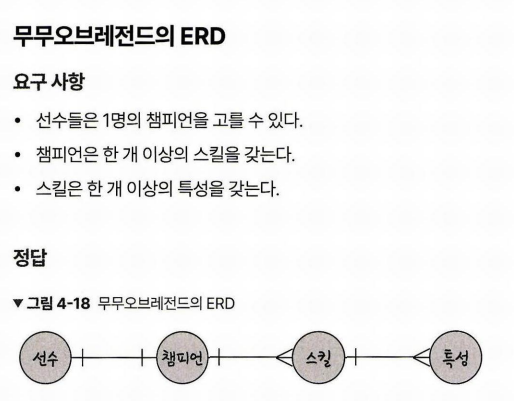 무무오브레전드의 ERD
요구 사항
• 선수들은 1명의 챔피언을 고를 수 있다.
• 챔피언은 한 개 이상의 스킬을 갖는다.
• 스킬은 한 개 이상의 특성을 갖는다.
정답
▼ 그림 4-18 무무오브레전드의 ERD
선수 챔피언 스킬 특성